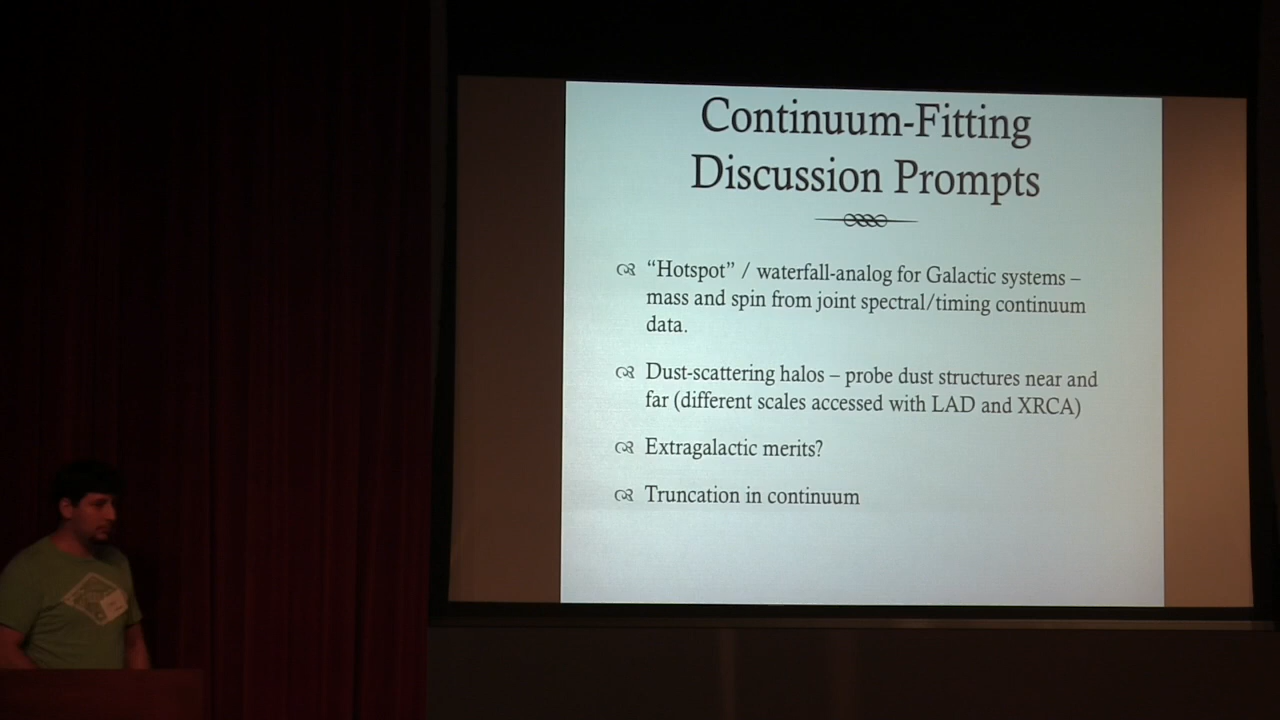 Continuum-Fitting
Discussion Prompts
“Hotspot” / waterfall-analog for Galactic systems –
mass and spin from joint spectral/timing continuum
data.
Dust-scattering halos – probe dust structures near and
far (different scales accessed with LAD and XRCA)
Extragalactic merits?
Truncation in continuum